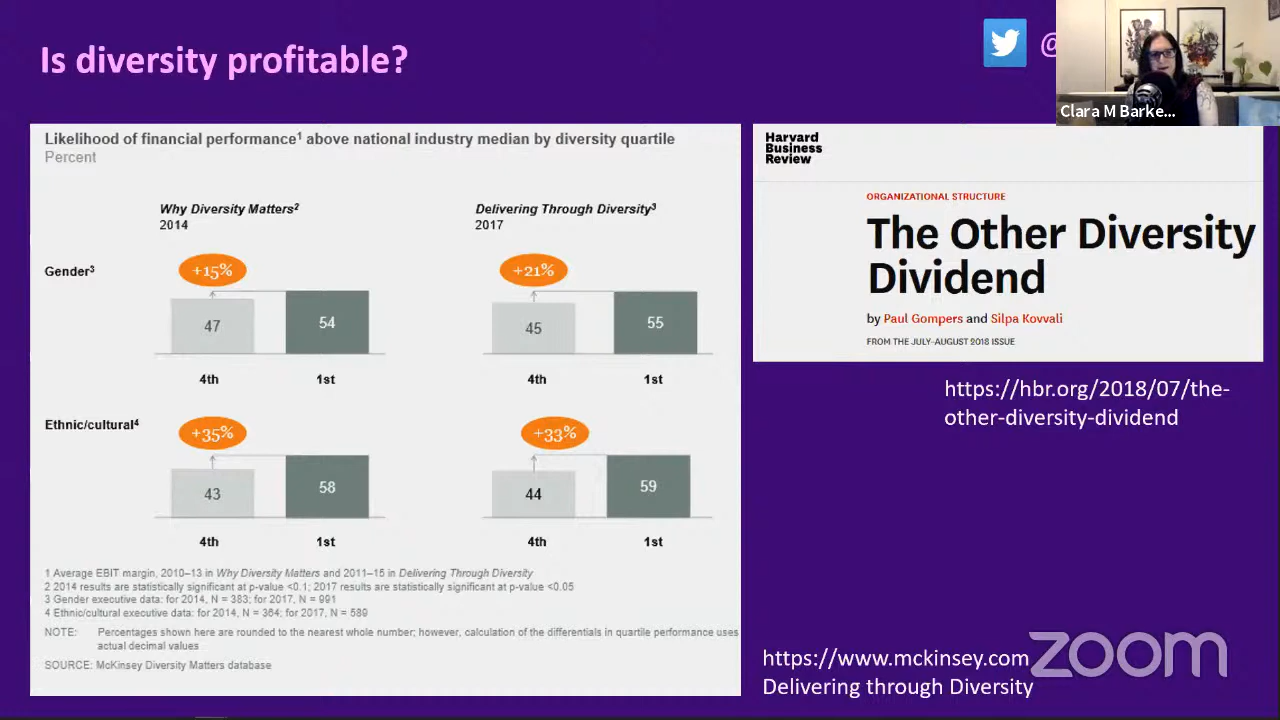 Is diversity profitable?
@
Clara M Barke...
Likelihood of financial performance¹ above national industry median by diversity quartile
Percent
Why Diversity Matters²
2014
Delivering Through Diversity³
2017
Gender³
+15%
47
54
4th
1st
+21%
45
55
4th
1st
Ethnic/cultural⁴
+35%
43
58
4th
1st
+33%
44
59
4th
1st
1 Average EBIT margin, 2010–13 in Why Diversity Matters and 2011–15 in Delivering Through Diversity
2 2014 results are statistically significant at p-value <0.1; 2017 results are statistically significant at p-value <0.05
3 Gender executive data: for 2014, N = 383; for 2017, N = 991
4 Ethnic/cultural executive data: for 2014, N = 364; for 2017, N = 589
NOTE: Percentages shown here are rounded to the nearest whole number; however, calculation of the differentials in quartile performance uses
actual decimal values
SOURCE: McKinsey Diversity Matters database
Harvard
Business
Review
ORGANIZATIONAL STRUCTURE
The Other Diversity
Dividend
by Paul Gompers and Silpa Kovvali
FROM THE JULY-AUGUST 2018 ISSUE
https://hbr.org/2018/07/the-
other-diversity-dividend
https://www.mckinsey.com
Delivering through Diversity
zoom